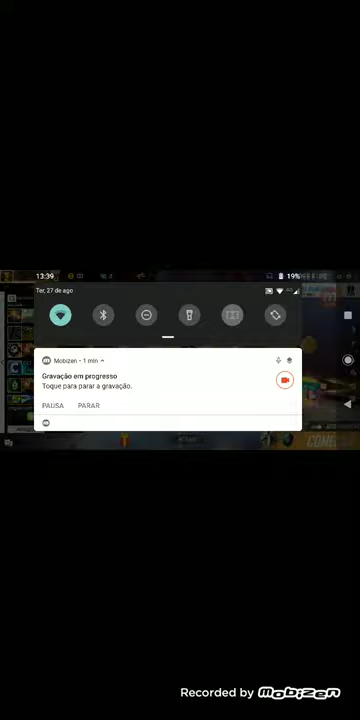 13:39
19%
Ter, 27 de ago
4G
Mobizen • 1 min
Gravação em progresso
Toque para parar a gravação.
PAUSA PARAR
Recorded by mobizen